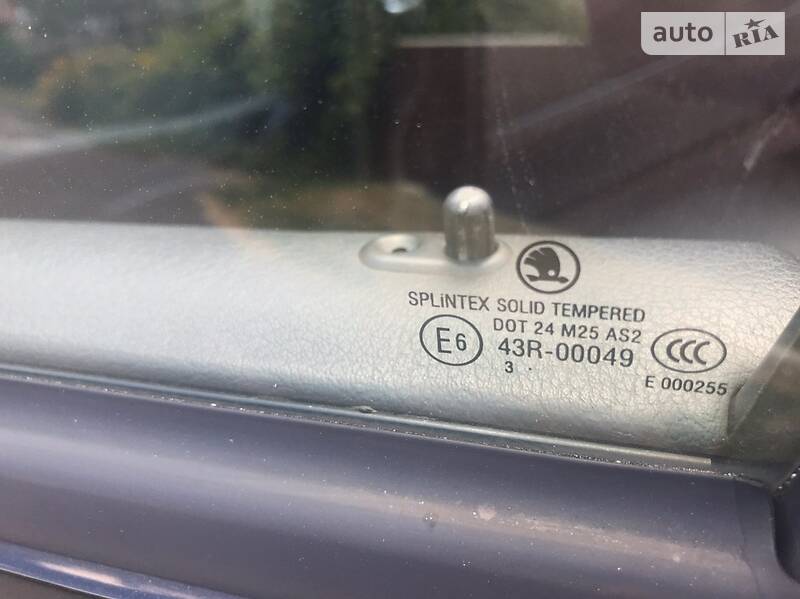 auto RIA
SPLiNTEX SOLID TEMPERED
DOT 24 M25 AS2
E6 43R-00049 CCC
3 .
E 000255